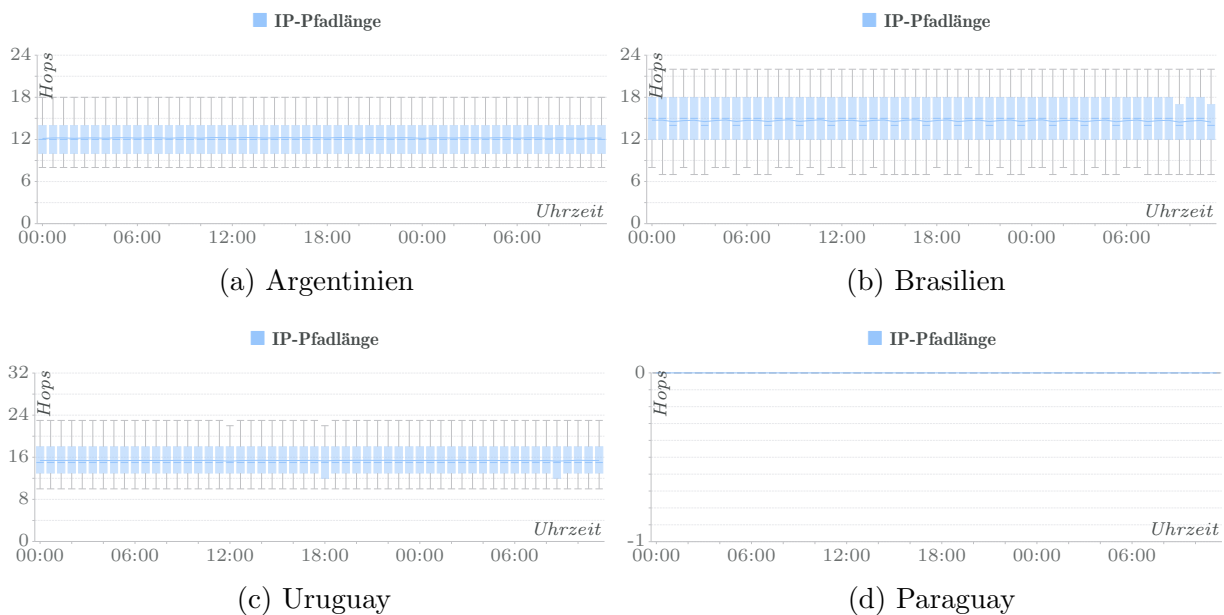 IP-Pfadlänge
24
Hops
18
12
6
0
Uhrzeit
00:00 06:00 12:00 18:00 00:00 06:00
(a) Argentinien
IP-Pfadlänge
24
Hops
18
12
6
0
Uhrzeit
00:00 06:00 12:00 18:00 00:00 06:00
(b) Brasilien
IP-Pfadlänge
32
Hops
24
16
8
0
Uhrzeit
00:00 06:00 12:00 18:00 00:00 06:00
(c) Uruguay
IP-Pfadlänge
0
Hops
-1
Uhrzeit
00:00 06:00 12:00 18:00 00:00 06:00
(d) Paraguay